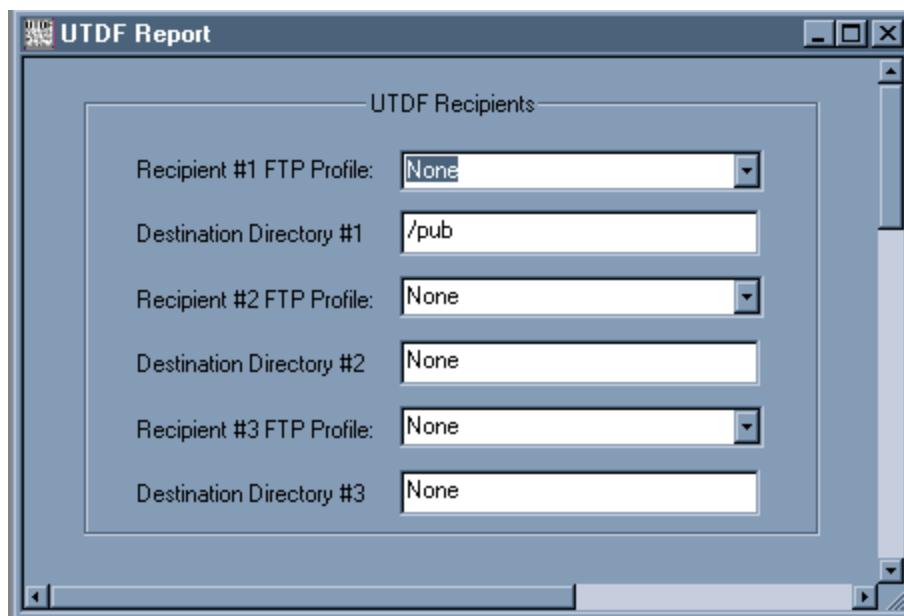 UTDF Report
UTDF Recipients
Recipient #1 FTP Profile: None
Destination Directory #1 /pub
Recipient #2 FTP Profile: None
Destination Directory #2 None
Recipient #3 FTP Profile: None
Destination Directory #3 None